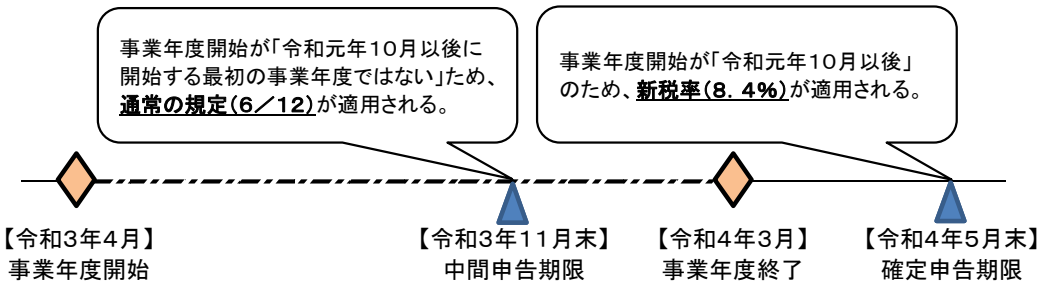 事業年度開始が「令和元年10月以後に
開始する最初の事業年度ではない」ため、
通常の規定(6/12)が適用される。
事業年度開始が「令和元年10月以後」
のため、新税率(8.4%)が適用される。
【令和3年4月】
事業年度開始
【令和3年11月末】
中間申告期限
【令和4年3月】
事業年度終了
【令和4年5月末】
確定申告期限